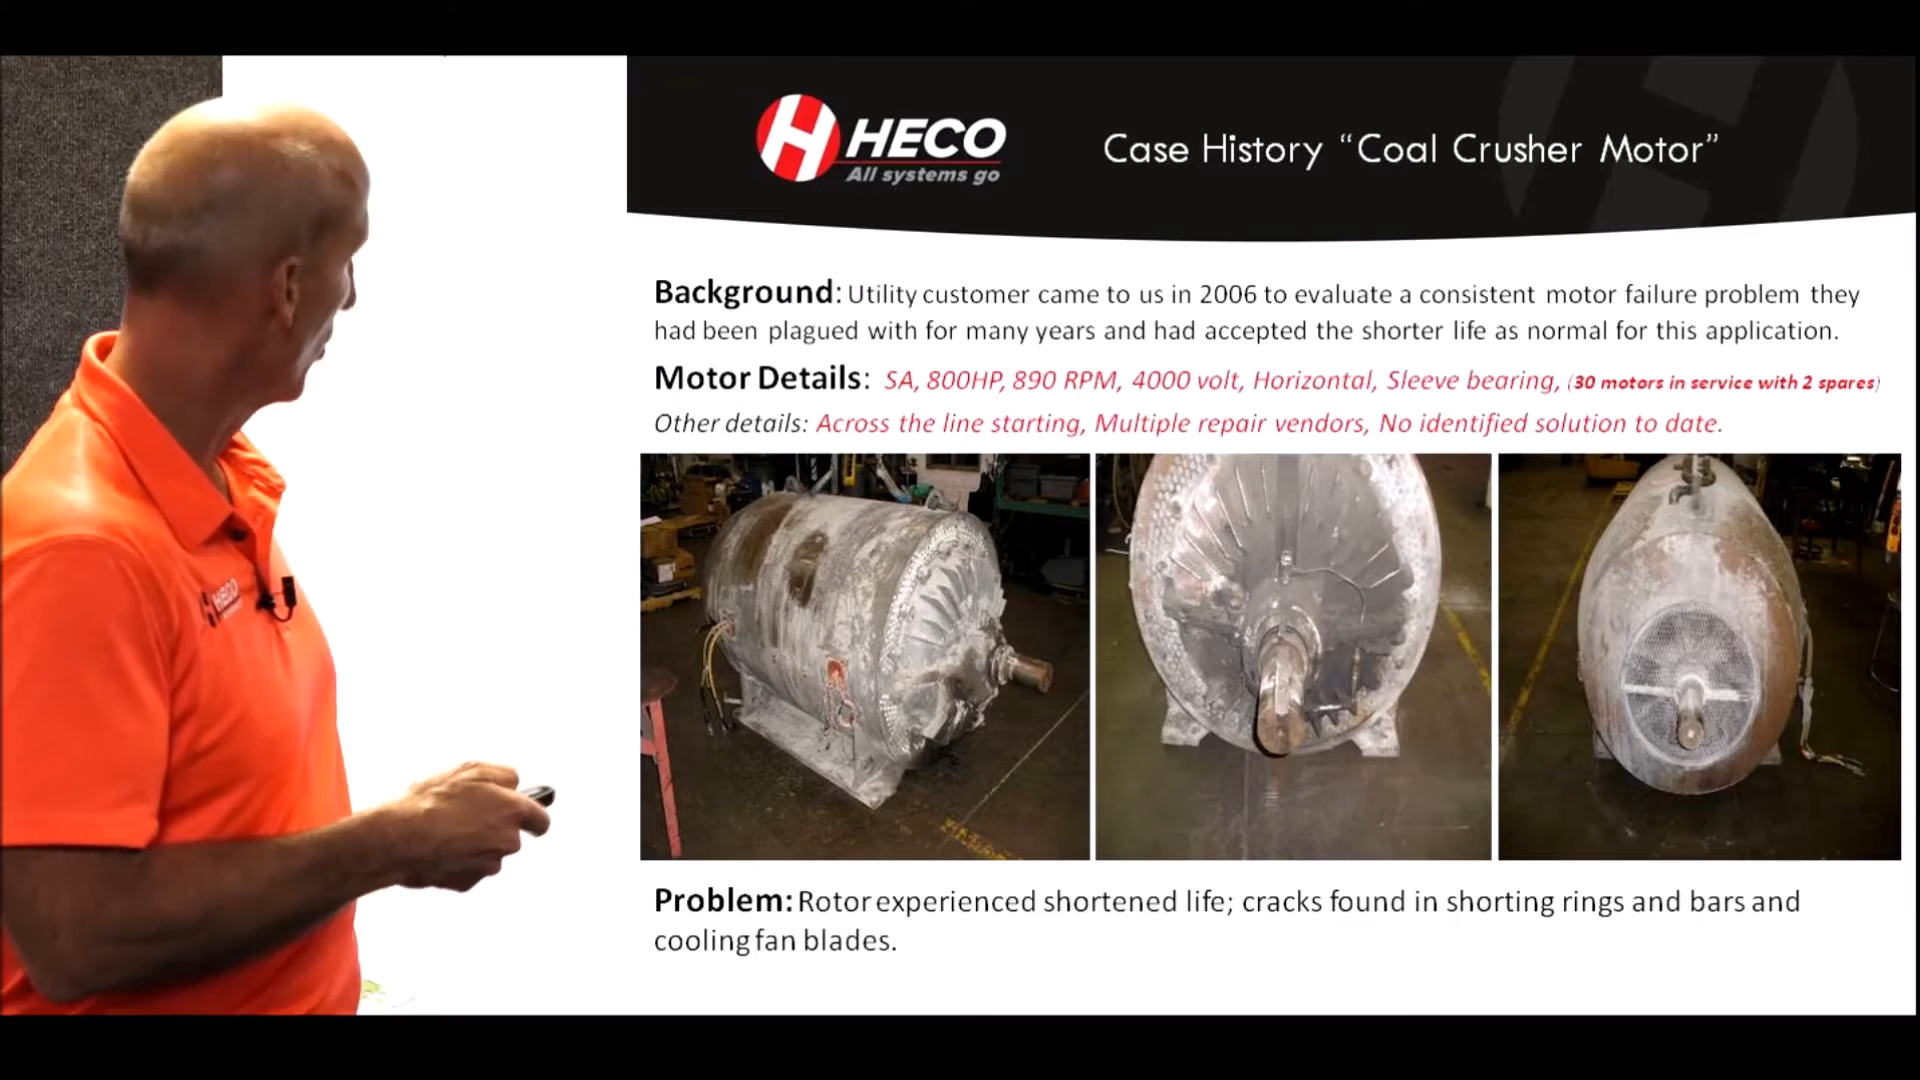 HECO
All systems go
Case History “Coal Crusher Motor”
Background: Utility customer came to us in 2006 to evaluate a consistent motor failure problem they
had been plagued with for many years and had accepted the shorter life as normal for this application.
Motor Details: SA, 800HP, 890 RPM, 4000 volt, Horizontal, Sleeve bearing, (30 motors in service with 2 spares)
Other details: Across the line starting, Multiple repair vendors, No identified solution to date.
HECO
Problem: Rotor experienced shortened life; cracks found in shorting rings and bars and
cooling fan blades.